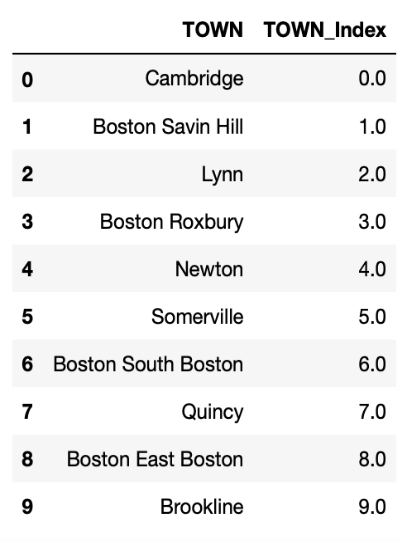 TOWN TOWN_Index
0 Cambridge 0.0
1 Boston Savin Hill 1.0
2 Lynn 2.0
3 Boston Roxbury 3.0
4 Newton 4.0
5 Somerville 5.0
6 Boston South Boston 6.0
7 Quincy 7.0
8 Boston East Boston 8.0
9 Brookline 9.0